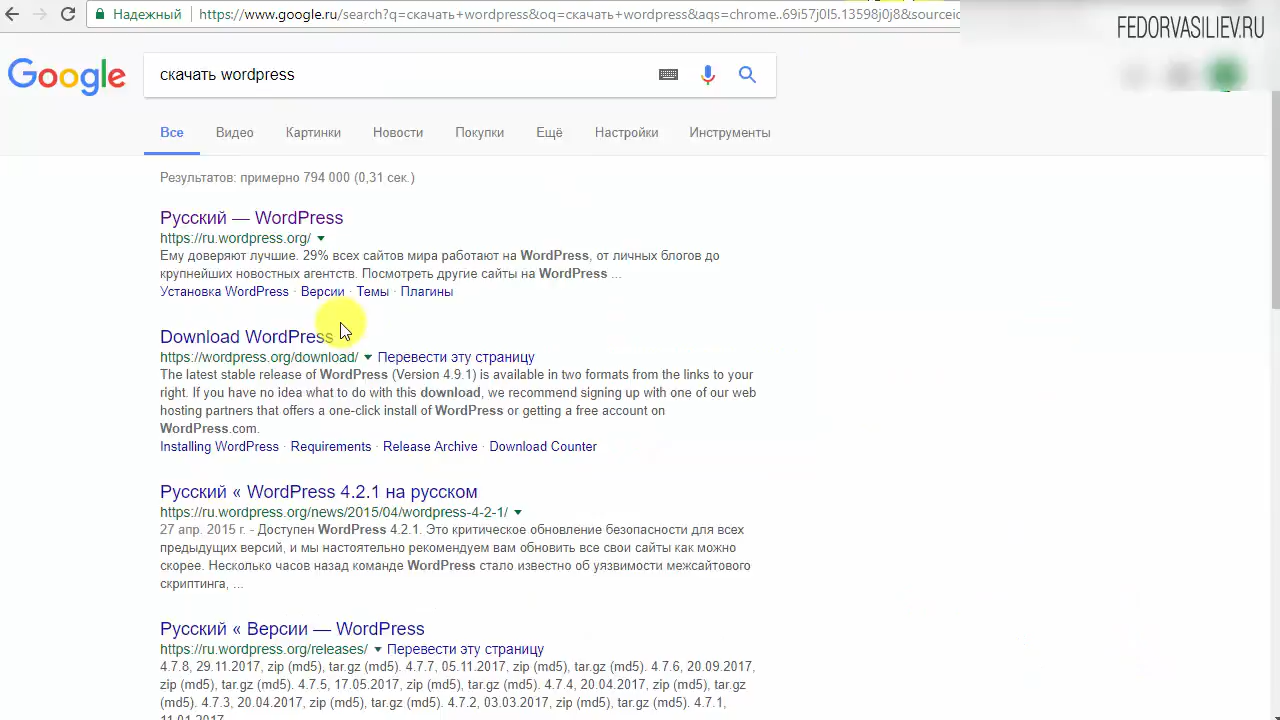 Надежный https://www.google.ru/search?q=скачать+wordpress&oq=скачать+wordpress&aqs=chrome..69i57j0l5.13598j0j8&sourceic
FEDORVASILIEV.RU
Google скачать wordpress
Все Видео Картинки Новости Покупки Ещё Настройки Инструменты
Результатов: примерно 794 000 (0,31 сек.)
Русский — WordPress
https://ru.wordpress.org/
Ему доверяют лучшие. 29% всех сайтов мира работают на WordPress, от личных блогов до
крупнейших новостных агентств. Посмотреть другие сайты на WordPress ...
Установка WordPress · Версии · Темы · Плагины
Download WordPress
https://wordpress.org/download/ Перевести эту страницу
The latest stable release of WordPress (Version 4.9.1) is available in two formats from the links to your
right. If you have no idea what to do with this download, we recommend signing up with one of our web
hosting partners that offers a one-click install of WordPress or getting a free account on
WordPress.com.
Installing WordPress · Requirements · Release Archive · Download Counter
Русский « WordPress 4.2.1 на русском
https://ru.wordpress.org/news/2015/04/wordpress-4-2-1/
27 апр. 2015 г. - Доступен WordPress 4.2.1. Это критическое обновление безопасности для всех
предыдущих версий, и мы настоятельно рекомендуем вам обновить все свои сайты как можно
скорее. Несколько часов назад команде WordPress стало известно об уязвимости межсайтового
скриптинга, ...
Русский « Версии — WordPress
https://ru.wordpress.org/releases/ Перевести эту страницу
4.7.8, 29.11.2017, zip (md5), tar.gz (md5). 4.7.7, 05.11.2017, zip (md5), tar.gz (md5). 4.7.6, 20.09.2017,
zip (md5), tar.gz (md5). 4.7.5, 17.05.2017, zip (md5), tar.gz (md5). 4.7.4, 20.04.2017, zip (md5), tar.gz
(md5). 4.7.3, 20.04.2017, zip (md5), tar.gz (md5). 4.7.2, 03.03.2017, zip (md5), tar.gz (md5). 4.7.1,
11.01.2017